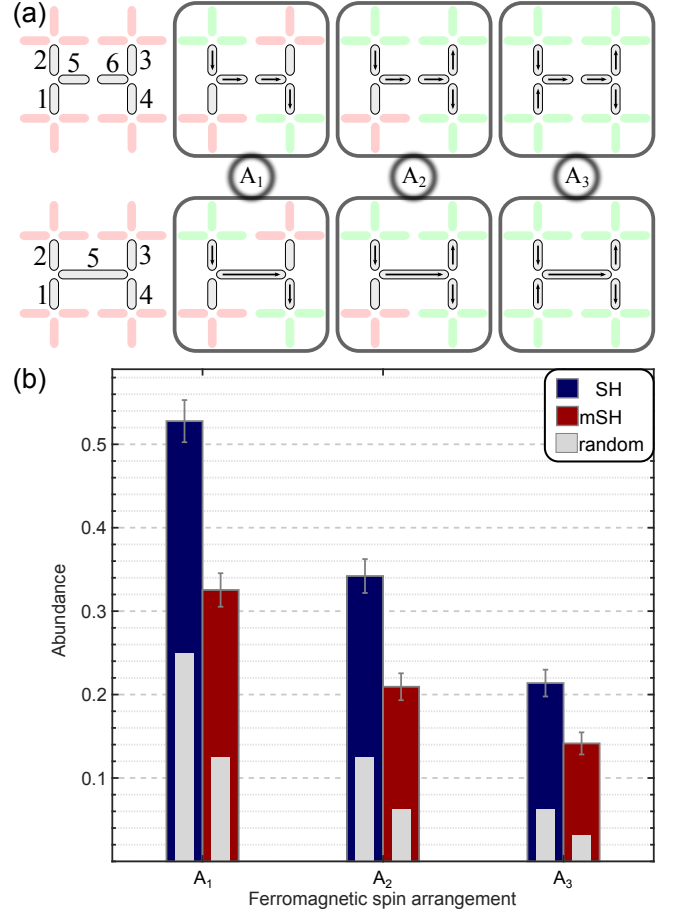 (a)
2 5 6 3
1 4
A1 A2 A3
2 5 3
1 4
(b)
SH
mSH
random
0.5
0.4
0.3
0.2
0.1
Abundance
A1 A2 A3
Ferromagnetic spin arrangement